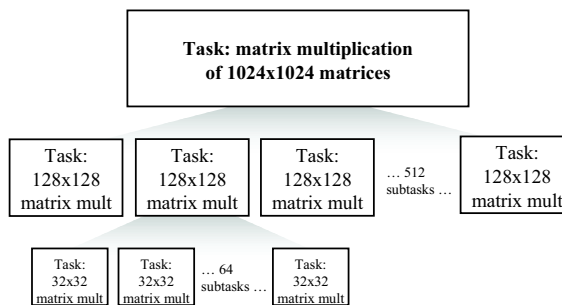 Task: matrix multiplication
of 1024x1024 matrices
Task:
128x128
matrix mult
Task:
128x128
matrix mult
Task:
128x128
matrix mult
… 512
subtasks …
Task:
128x128
matrix mult
Task:
32x32
matrix mult
Task:
32x32
matrix mult
… 64
subtasks …
Task:
32x32
matrix mult